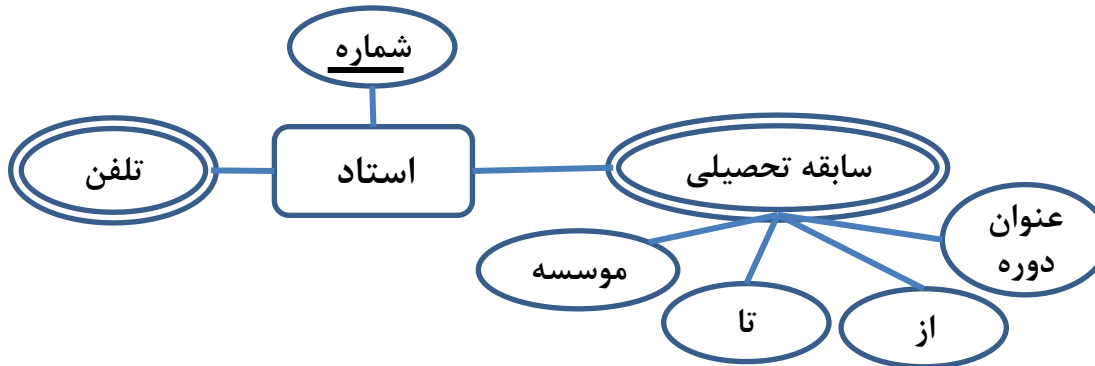 شماره
تلفن
استاد
سابقه تحصیلی
عنوان
دوره
موسسه
تا
از